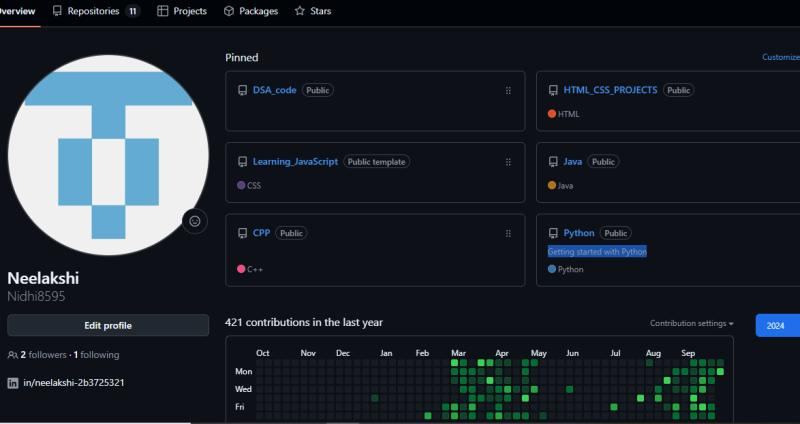 Overview Repositories 11 Projects Packages Stars
Pinned
Customize
DSA_code Public
HTML_CSS_PROJECTS Public
HTML
Learning_JavaScript Public template
CSS
Java Public
Java
CPP Public
C++
Python Public
Getting started with Python
Python
Neelakshi
Nidhi8595
Edit profile
2 followers · 1 following
in/neelakshi-2b3725321
421 contributions in the last year
Contribution settings
2024
Oct Nov Dec Jan Feb Mar Apr May Jun Jul Aug Sep
Mon
Wed
Fri